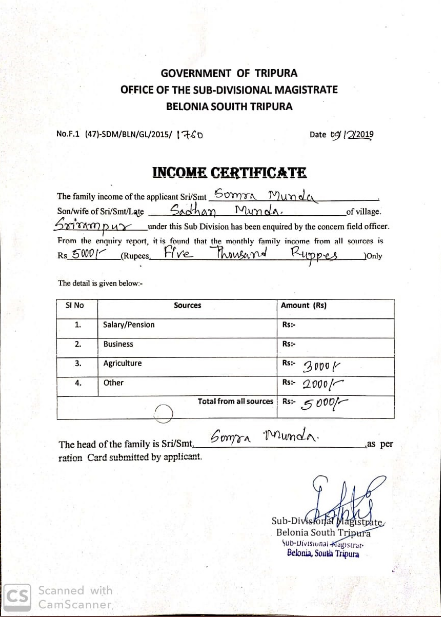 GOVERNMENT OF TRIPURA
OFFICE OF THE SUB-DIVISIONAL MAGISTRATE
BELONIA SOUITH TRIPURA
No.F.1 (47)-SDM/BLN/GL/2015/ 1760 Date 09/12/2019
INCOME CERTIFICATE
The family income of the applicant Sri/Smt Somra Munda
Son/wife of Sri/Smt/Late Sadhan Munda. of village.
Srirampur under this Sub Division has been enquired by the concern field officer.
From the enquiry report, it is found that the monthly family income from all sources is
Rs 5000/- (Rupees Five Thousand Ruppes )Only
The detail is given below:-
Sl No Sources Amount (Rs)
1. Salary/Pension Rs:-
2. Business Rs:-
3. Agriculture Rs:- 3000/-
4. Other Rs:- 2000/-
Total from all sources Rs:- 5000/-
The head of the family is Sri/Smt, Somra Munda. ,as per
ration Card submitted by applicant.
Sub-Divisional Magistrate
Belonia South Tripura
Sub-Divisional Magistrate
Belonia, South Tripura
CS Scanned with
CamScanner